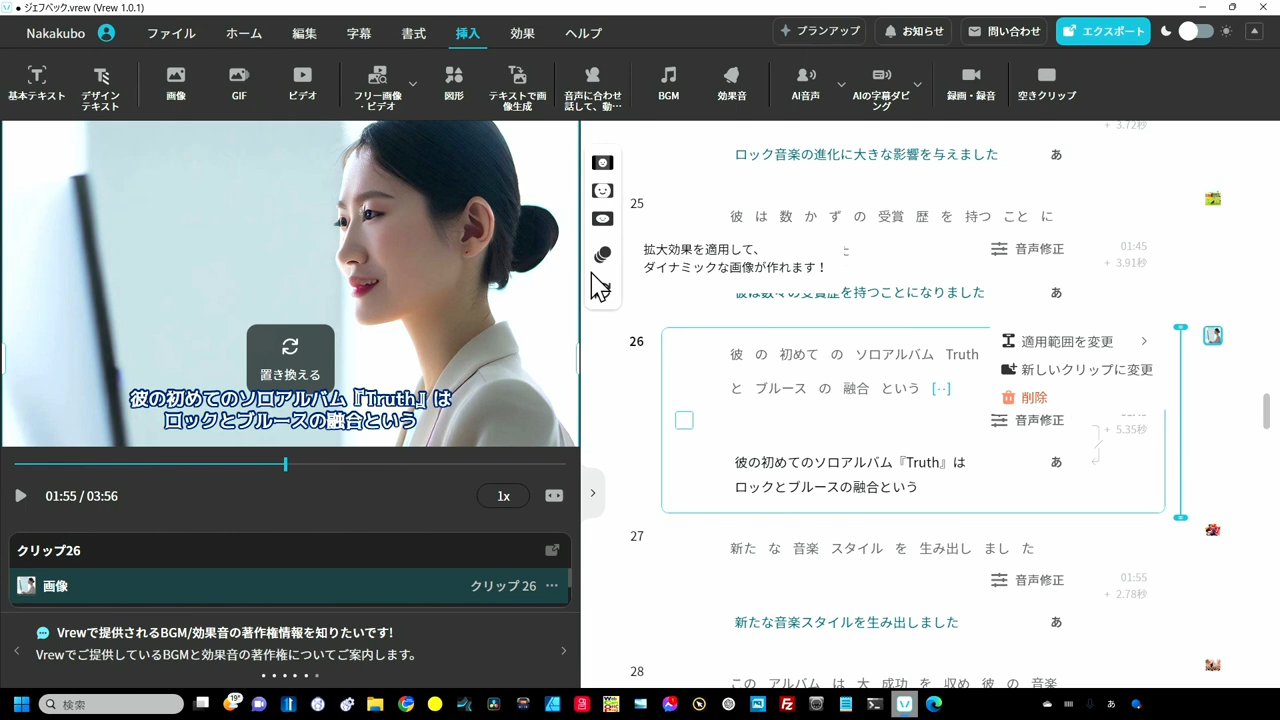 ジェフベック.vrew (Vrew 1.0.1)
Nakakubo ファイル ホーム 編集 字幕 書式 挿入 効果 ヘルプ プランアップ お知らせ 問い合わせ エクスポート
基本テキスト デザインテキスト 画像 GIF ビデオ フリー画像・ビデオ 図形 テキストで画像生成 音声に合わせ話して、動… BGM 効果音 AI音声 AIの字幕ダビング 録画・録音 空きクリップ
+ 3.72秒
ロック音楽の進化に大きな影響を与えました あ
25
彼 は 数 か ず の 受賞 歴 を 持つ こと に
拡大効果を適用して、
ダイナミックな画像が作れます！
音声修正 01:45
+ 3.91秒
彼は数々の受賞歴を持つことになりました あ
26
彼 の 初めて の ソロアルバム Truth
と ブルース の 融合 という [··]
適用範囲を変更
新しいクリップに変更
削除
音声修正
+ 5.35秒
彼の初めてのソロアルバム『Truth』は あ
ロックとブルースの融合という
27
新た な 音楽 スタイル を 生み出し まし た
音声修正 01:55
+ 2.78秒
新たな音楽スタイルを生み出しました あ
28
この アルバム は 大 成功 を 収め 彼 の 音楽
置き換える
彼の初めてのソロアルバム『Truth』は
ロックとブルースの融合という
01:55 / 03:56 1x
クリップ26
画像 クリップ 26
Vrewで提供されるBGM/効果音の著作権情報を知りたいです!
Vrewでご提供しているBGMと効果音の著作権についてご案内します。
検索 19° あ